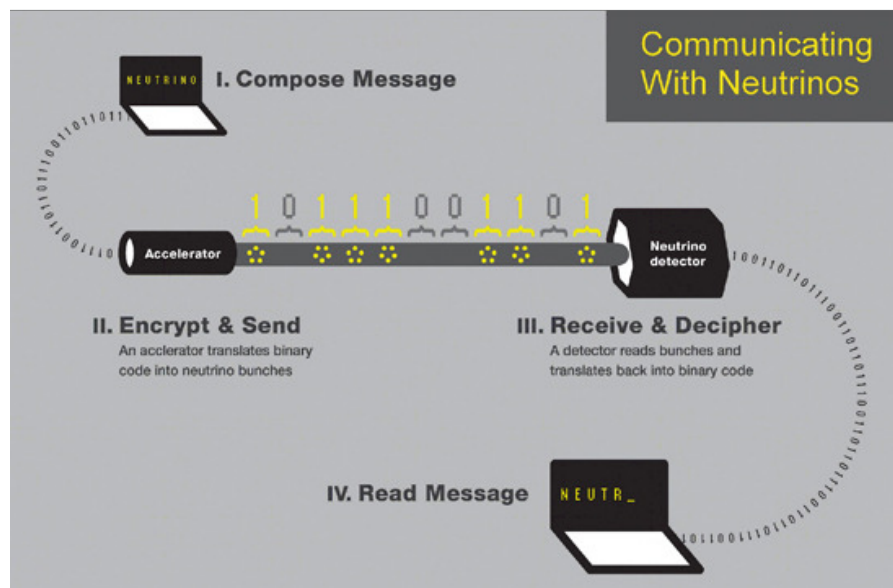 Communicating
With Neutrinos
NEUTRINO
I. Compose Message
1 0 1 1 1 0 0 1 1 0 1
Accelerator
Neutrino
detector
II. Encrypt & Send
An acclerator translates binary
code into neutrino bunches
III. Receive & Decipher
A detector reads bunches and
translates back into binary code
IV. Read Message
NEUTR_